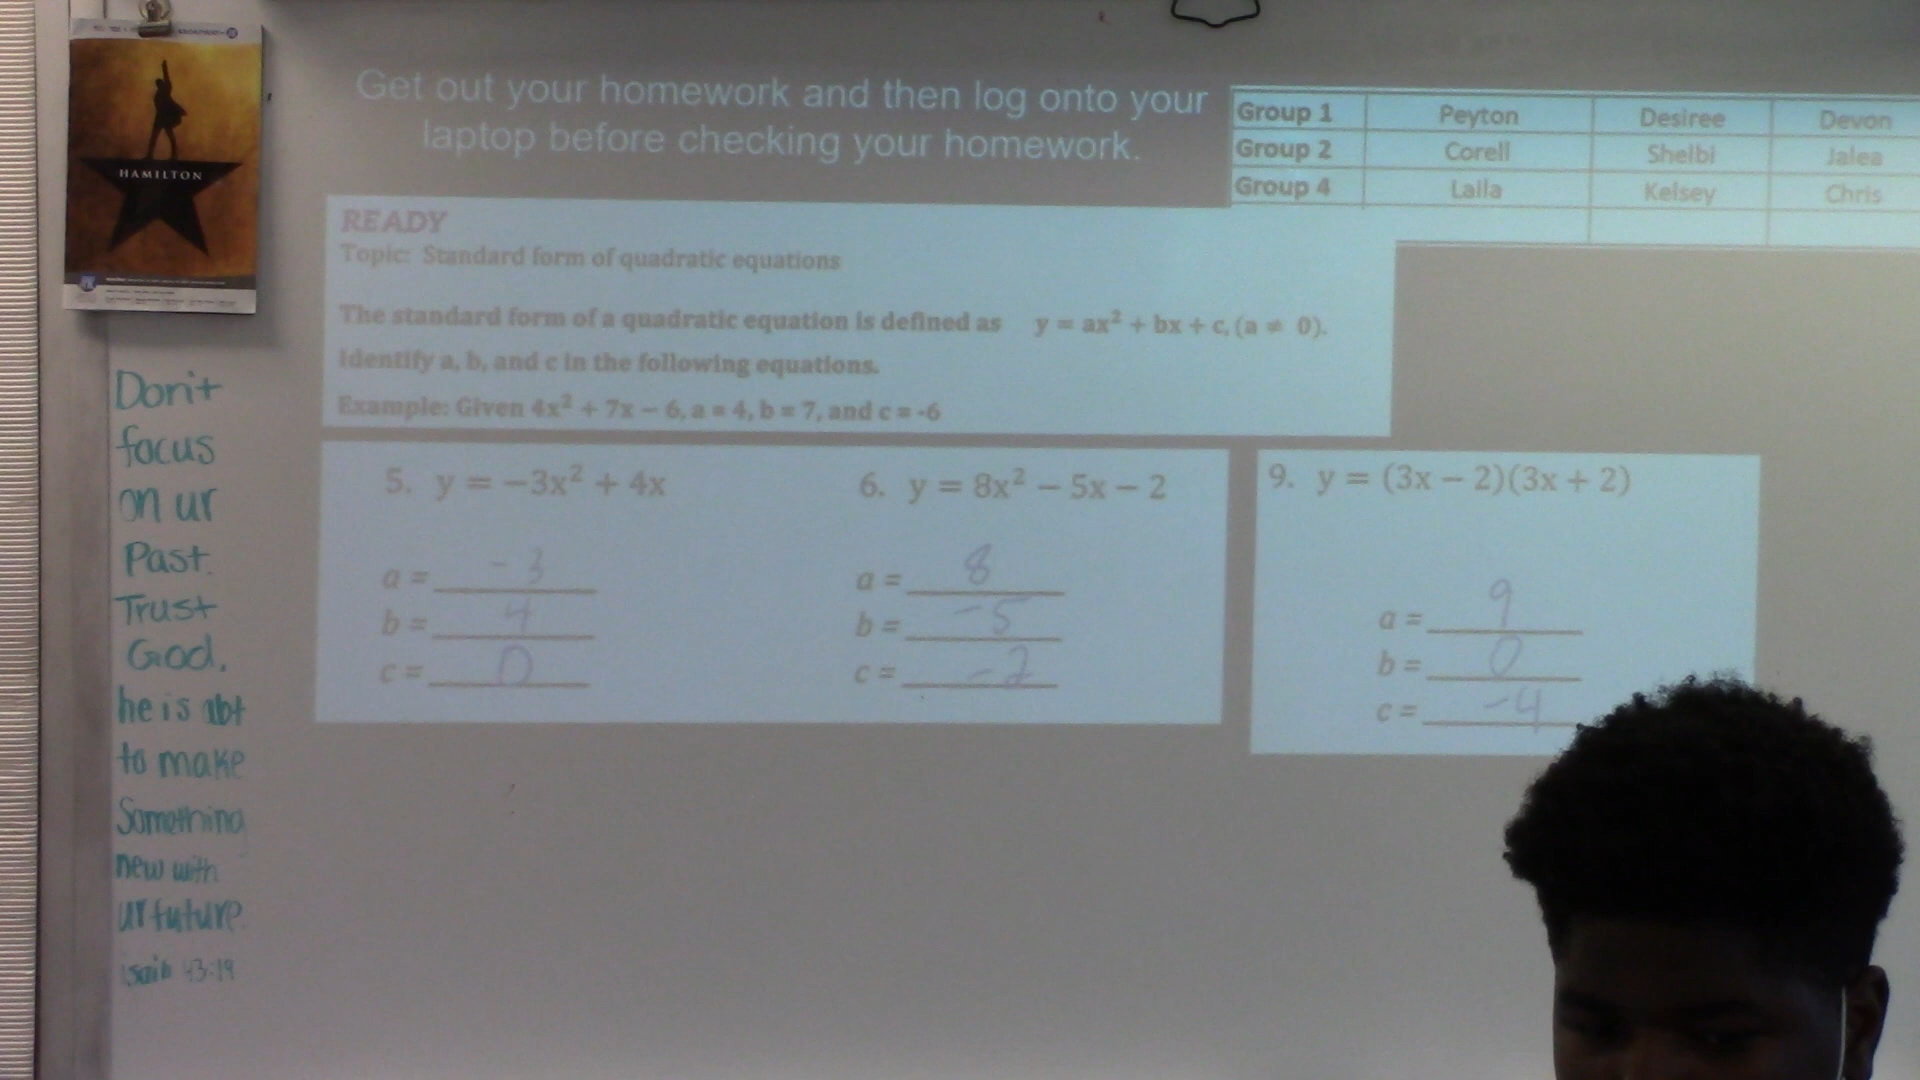 HAMILTON
Get out your homework and then log onto your
laptop before checking your homework.
Group 1 Peyton Desiree Devon
Group 2 Corell Shelbi Jalea
Group 4 Laila Kelsey Chris
READY
Topic: Standard form of quadratic equations
The standard form of a quadratic equation is defined as y = ax² + bx + c, (a ≠ 0).
Identify a, b, and c in the following equations.
Example: Given 4x² + 7x – 6, a = 4, b = 7, and c = -6
5. y = −3x² + 4x
a = -3
b = 4
c = 0
6. y = 8x² − 5x − 2
a = 8
b = -5
c = -2
9. y = (3x − 2)(3x + 2)
a = 9
b = 0
c = -4
Don't
focus
on ur
Past.
Trust
God.
he is abt
to make
Something
new with
ur future.
isaih 43:19